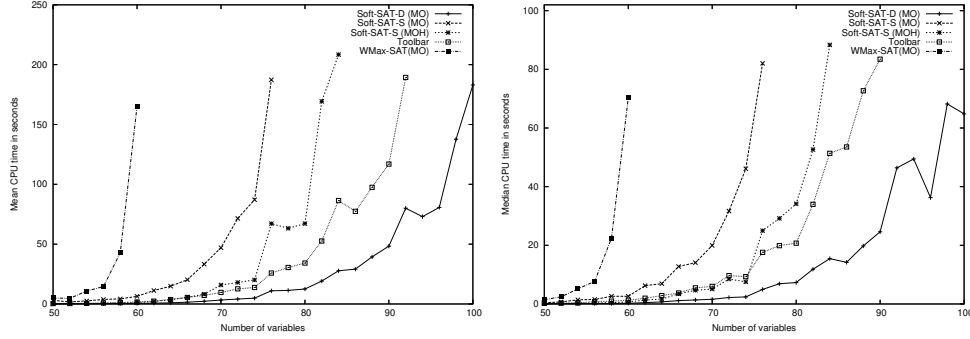 250
200
150
100
50
0
Mean CPU time in seconds
Soft-SAT-D (MO)
Soft-SAT-S (MO)
Soft-SAT-S (MOH)
Toolbar
WMax-SAT(MO)
50 60 70 80 90 100
Number of variables
100
80
60
40
20
0
Median CPU time in seconds
Soft-SAT-D (MO)
Soft-SAT-S (MO)
Soft-SAT-S (MOH)
Toolbar
WMax-SAT(MO)
50 60 70 80 90 100
Number of variables